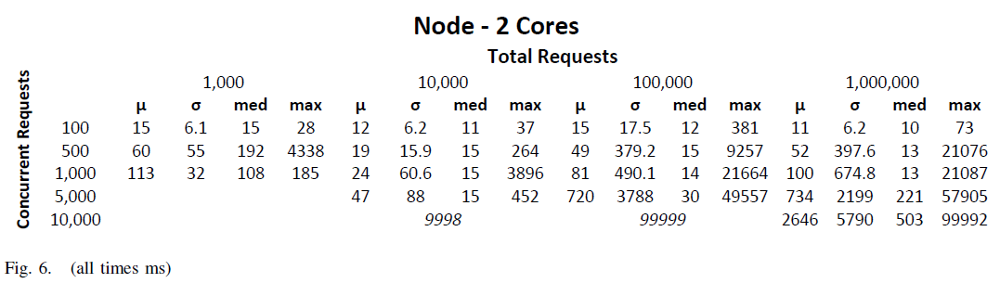 Node - 2 Cores
Total Requests
Concurrent Requests
1,000 10,000 100,000 1,000,000
μ σ med max μ σ med max μ σ med max μ σ med max
100 15 6.1 15 28 12 6.2 11 37 15 17.5 12 381 11 6.2 10 73
500 60 55 192 4338 19 15.9 15 264 49 379.2 15 9257 52 397.6 13 21076
1,000 113 32 108 185 24 60.6 15 3896 81 490.1 14 21664 100 674.8 13 21087
5,000 47 88 15 452 720 3788 30 49557 734 2199 221 57905
10,000 9998 99999 2646 5790 503 99992
Fig. 6. (all times ms)